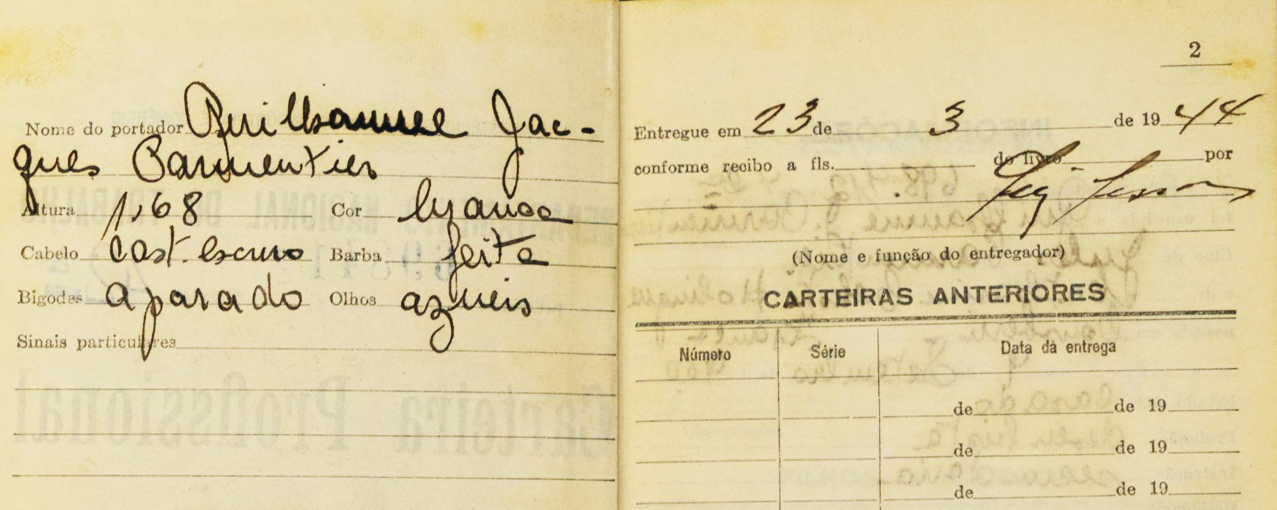 Nome do portador Guilhaumee Jac-
ques Parmentier
Altura 1,68 Cor branca
Cabelo cast. escuro Barba feita
Bigodes aparado Olhos azueis
Sinais particulares
2
Entregue em 23 de 3 de 1944
conforme recibo a fls. do livro por
(Nome e função do entregador)
CARTEIRAS ANTERIORES
Número Série Data da entrega
de de 19
de de 19
de de 19